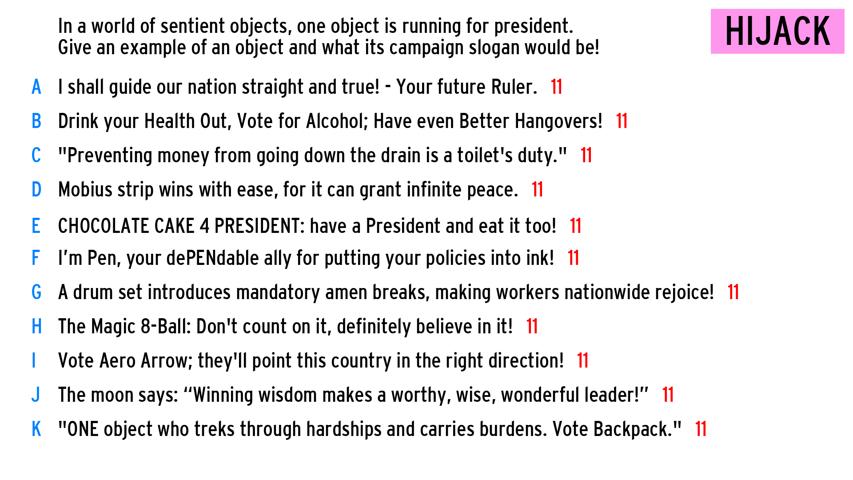 In a world of sentient objects, one object is running for president.
Give an example of an object and what its campaign slogan would be!
HIJACK
A I shall guide our nation straight and true! - Your future Ruler. 11
B Drink your Health Out, Vote for Alcohol; Have even Better Hangovers! 11
C "Preventing money from going down the drain is a toilet's duty." 11
D Mobius strip wins with ease, for it can grant infinite peace. 11
E CHOCOLATE CAKE 4 PRESIDENT: have a President and eat it too! 11
F I’m Pen, your dePENdable ally for putting your policies into ink! 11
G A drum set introduces mandatory amen breaks, making workers nationwide rejoice! 11
H The Magic 8-Ball: Don't count on it, definitely believe in it! 11
I Vote Aero Arrow; they'll point this country in the right direction! 11
J The moon says: “Winning wisdom makes a worthy, wise, wonderful leader!” 11
K "ONE object who treks through hardships and carries burdens. Vote Backpack." 11